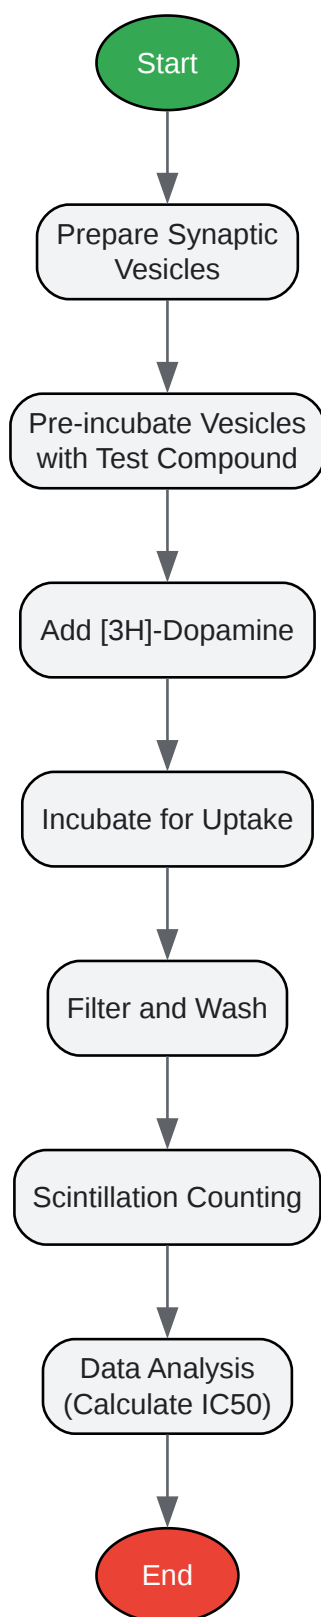 Start
Prepare Synaptic
Vesicles
Pre-incubate Vesicles
with Test Compound
Add [3H]-Dopamine
Incubate for Uptake
Filter and Wash
Scintillation Counting
Data Analysis
(Calculate IC50)
End